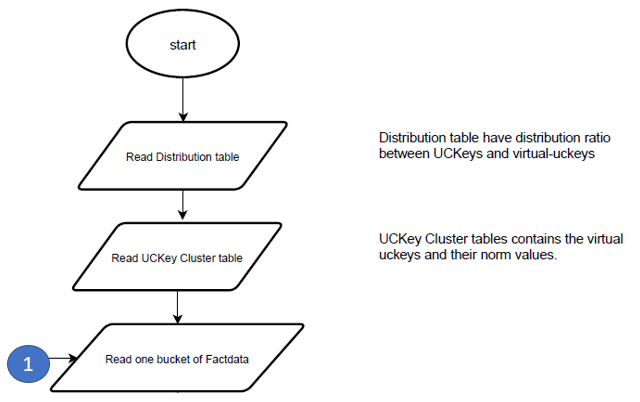 start
Read Distribution table
Distribution table have distribution ratio
between UCKeys and virtual-uckeys
Read UCKey Cluster table
UCKey Cluster tables contains the virtual
uckeys and their norm values.
1
Read one bucket of Factdata